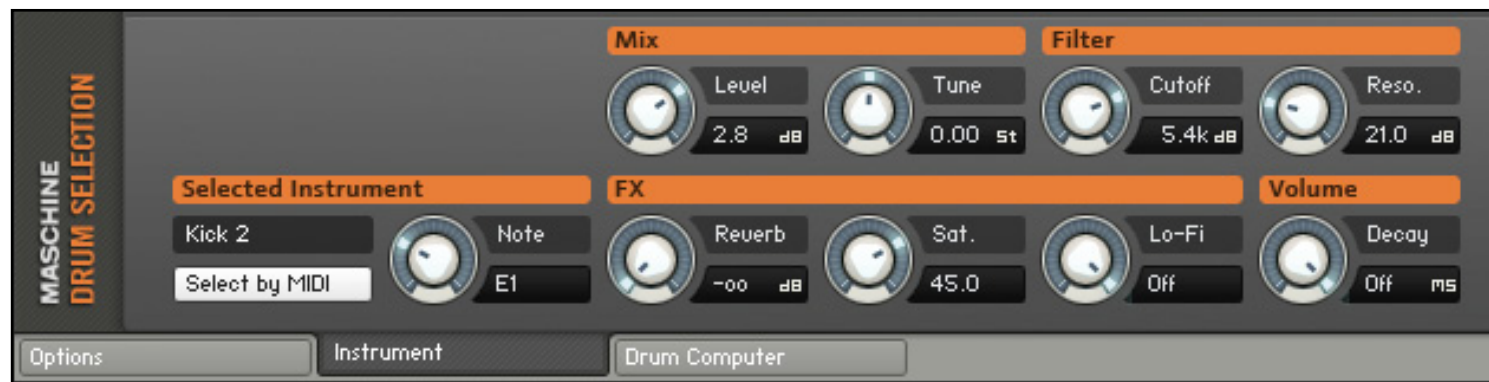 MASCHINE
DRUM SELECTION
Mix
Filter
Level
2.8 dB
Tune
0.00 St
Cutoff
5.4k dB
Reso.
21.0 dB
Selected Instrument
FX
Volume
Kick 2
Select by MIDI
Note
E1
Reverb
-oo dB
Sat.
45.0
Lo-Fi
Off
Decay
Off ms
Options
Instrument
Drum Computer